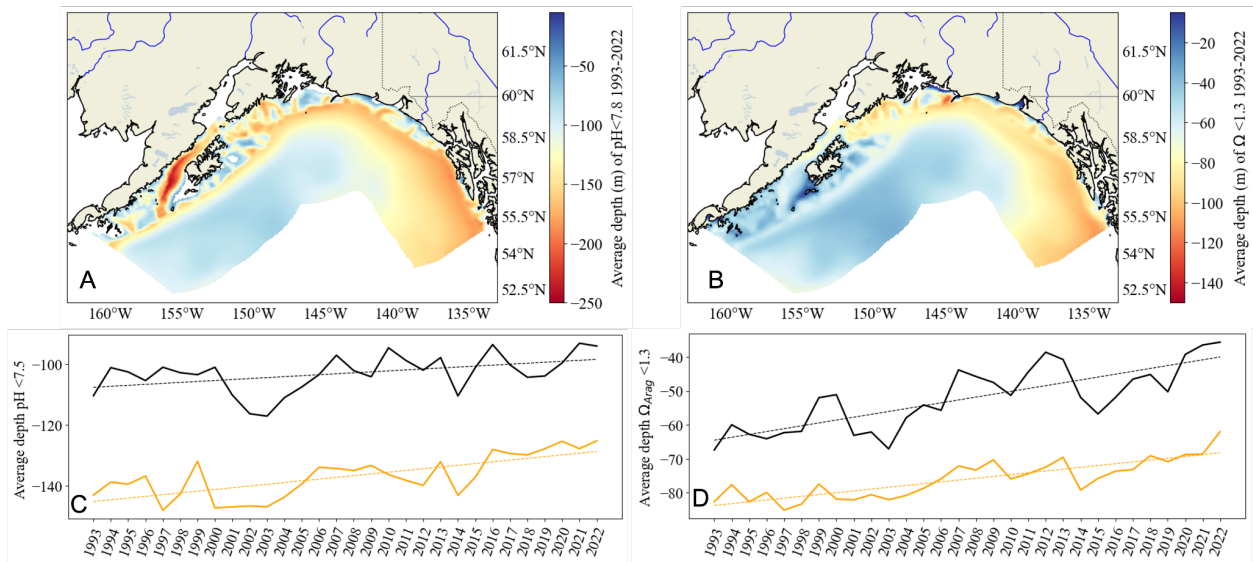 61.5°N
60°N
58.5°N
57°N
55.5°N
54°N
52.5°N
160°W
155°W
150°W
145°W
140°W
135°W
A
−50
−100
−150
−200
−250
Average depth (m) of pH<7.8 1993-2022
61.5°N
60°N
58.5°N
57°N
55.5°N
54°N
52.5°N
160°W
155°W
150°W
145°W
140°W
135°W
B
−20
−40
−60
−80
−100
−120
−140
Average depth (m) of Ω <1.3 1993-2022
Average depth pH <7.5
−100
−120
−140
C
1993
1994
1995
1996
1997
1998
1999
2000
2001
2002
2003
2004
2005
2006
2007
2008
2009
2010
2011
2012
2013
2014
2015
2016
2017
2018
2019
2020
2021
2022
Average depth ΩArag <1.3
−40
−50
−60
−70
−80
D
1993
1994
1995
1996
1997
1998
1999
2000
2001
2002
2003
2004
2005
2006
2007
2008
2009
2010
2011
2012
2013
2014
2015
2016
2017
2018
2019
2020
2021
2022